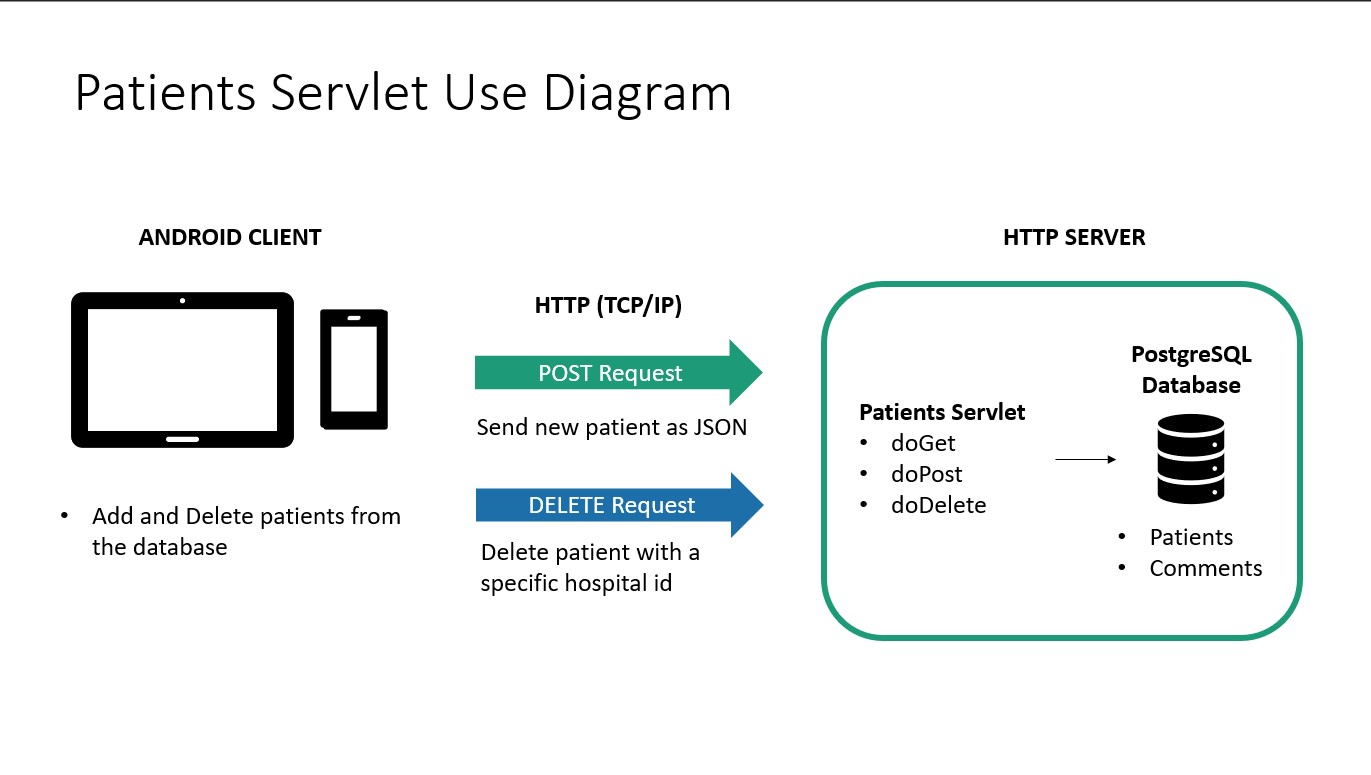 Patients Servlet Use Diagram
ANDROID CLIENT
• Add and Delete patients from
the database
HTTP (TCP/IP)
POST Request
Send new patient as JSON
DELETE Request
Delete patient with a
specific hospital id
HTTP SERVER
Patients Servlet
• doGet
• doPost
• doDelete
PostgreSQL
Database
• Patients
• Comments